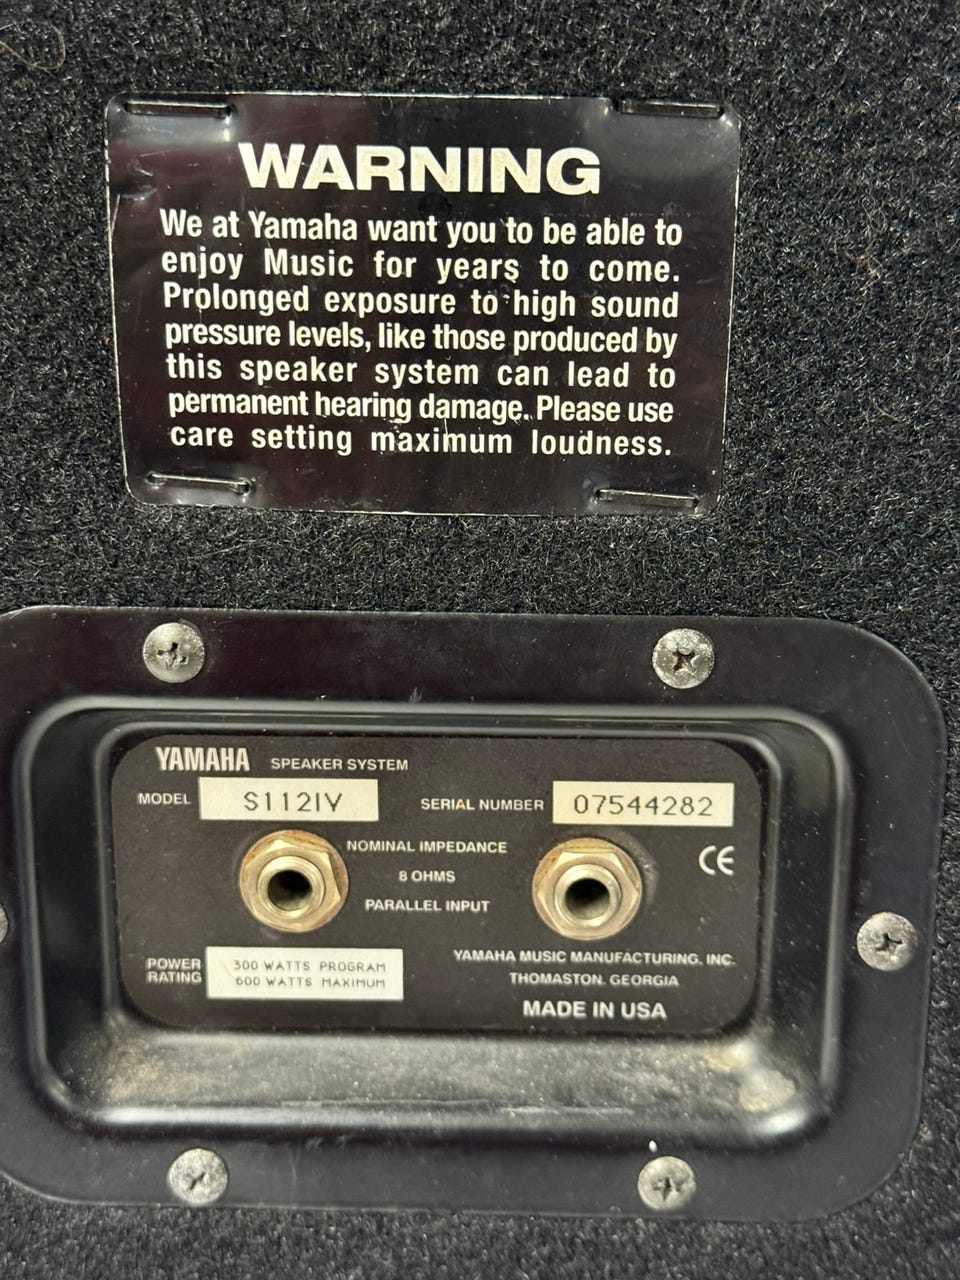 WARNING
We at Yamaha want you to be able to
enjoy Music for years to come.
Prolonged exposure to high sound
pressure levels, like those produced by
this speaker system can lead to
permanent hearing damage. Please use
care setting maximum loudness.
YAMAHA SPEAKER SYSTEM
MODEL S112IV SERIAL NUMBER 07544282
NOMINAL IMPEDANCE
8 OHMS
PARALLEL INPUT
CE
POWER RATING
300 WATTS PROGRAM
600 WATTS MAXIMUM
YAMAHA MUSIC MANUFACTURING, INC.
THOMASTON, GEORGIA
MADE IN USA